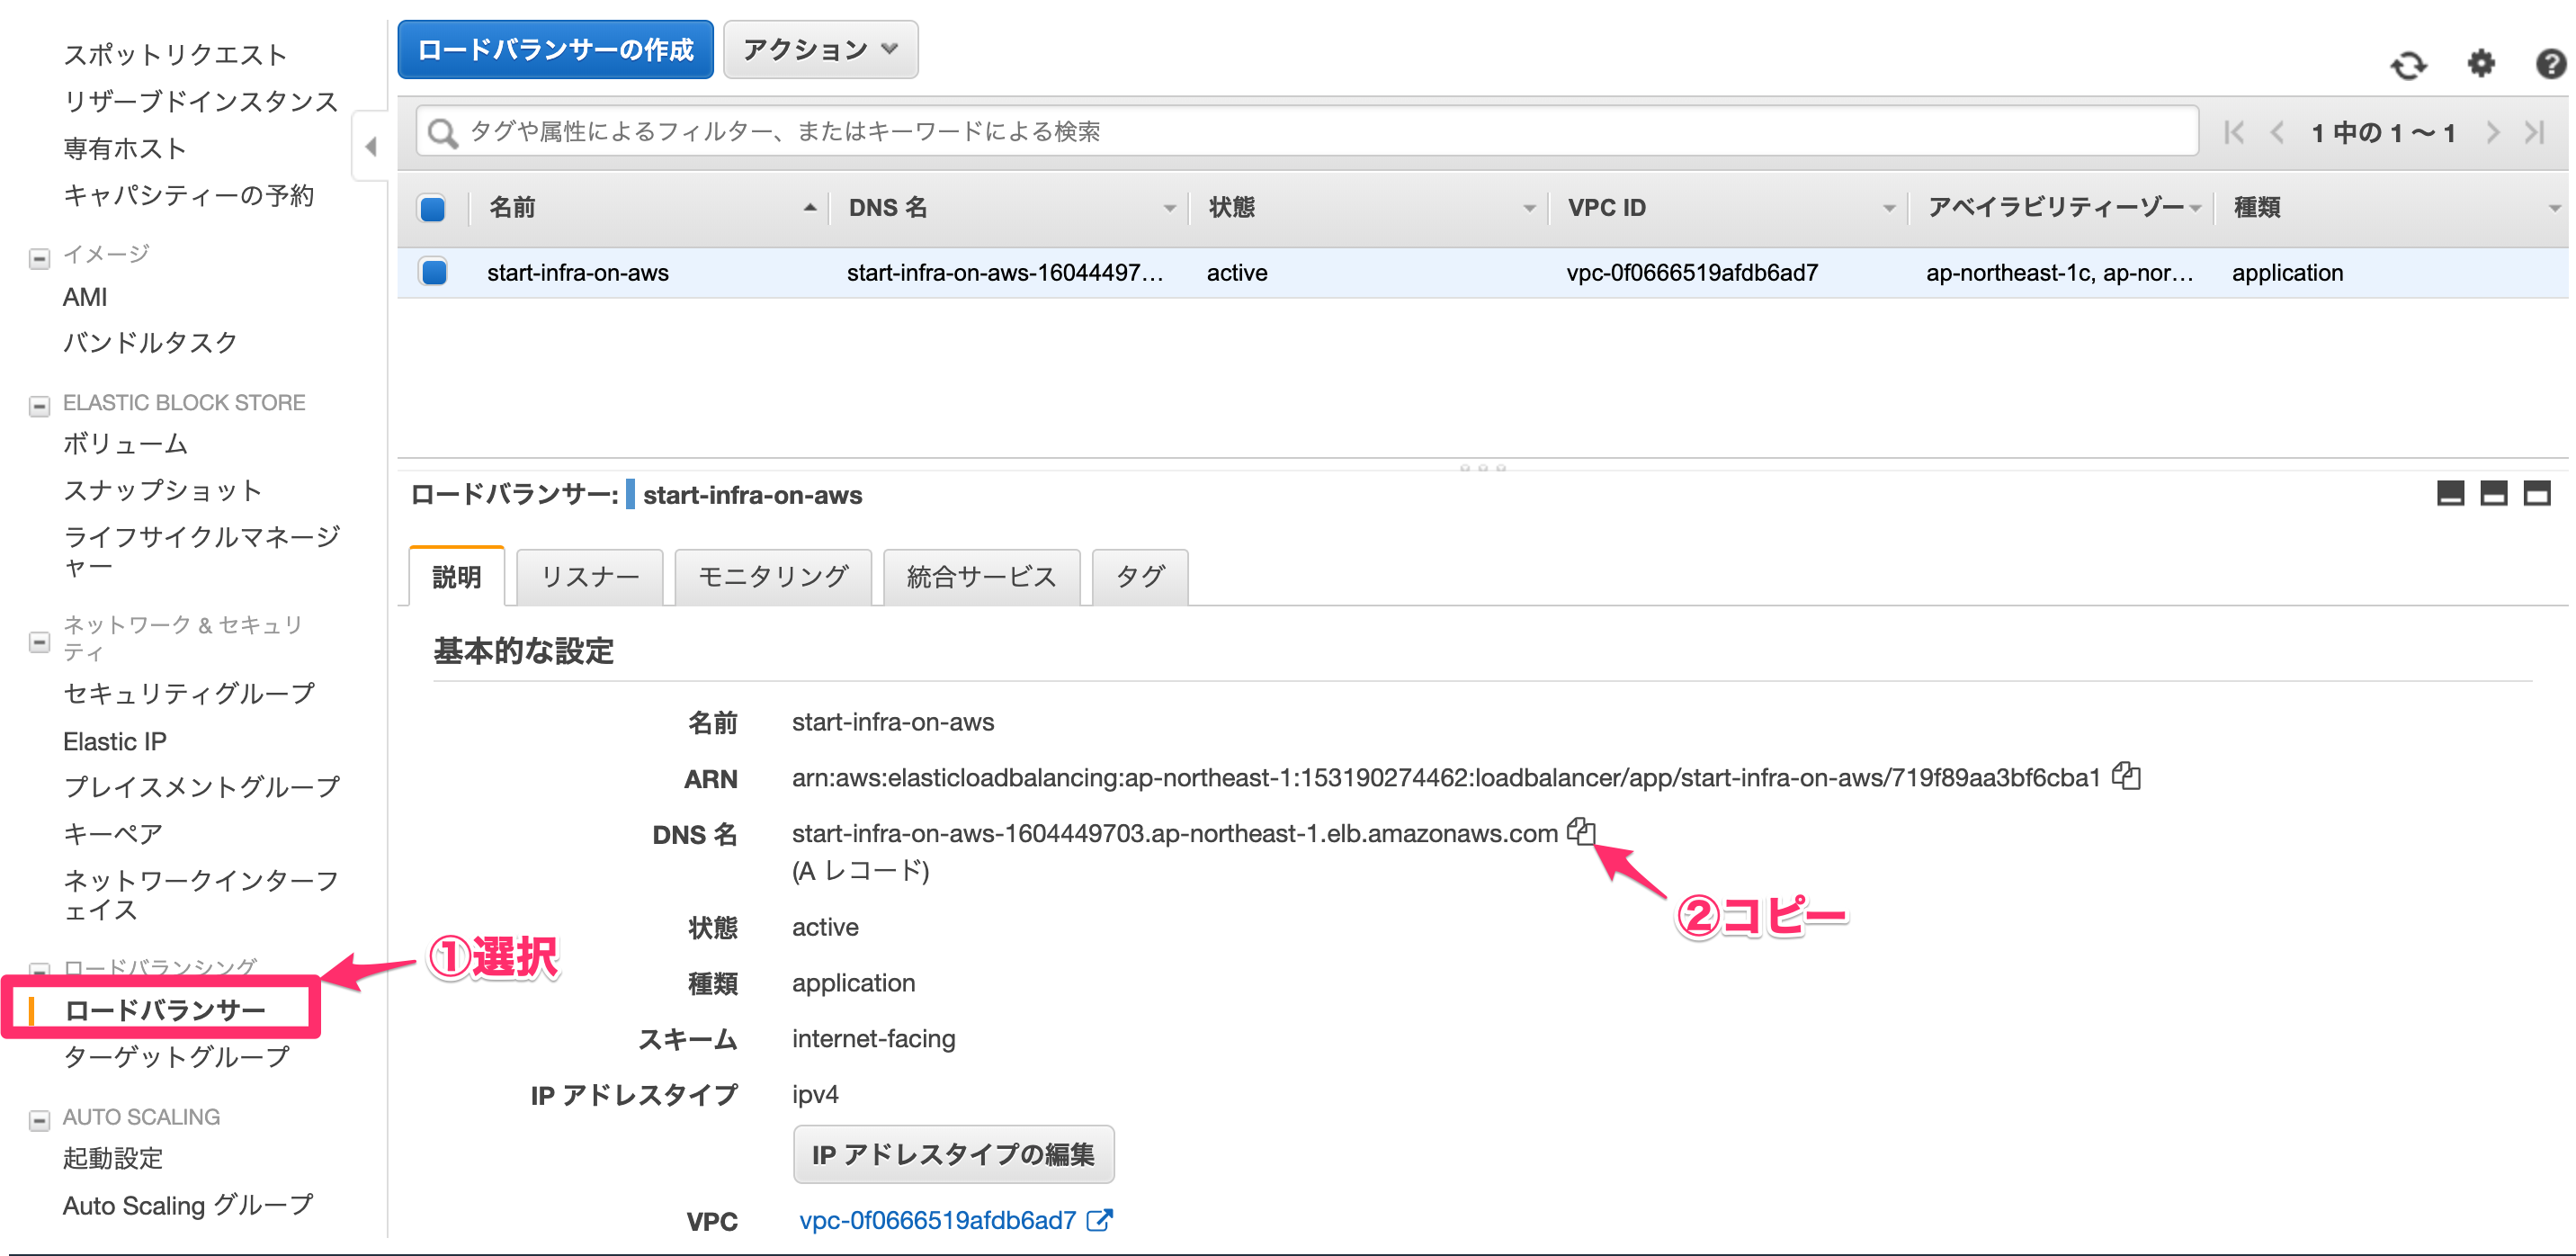 スポットリクエスト
リザーブドインスタンス
専有ホスト
キャパシティーの予約
イメージ
AMI
バンドルタスク
ELASTIC BLOCK STORE
ボリューム
スナップショット
ライフサイクルマネージ
ャー
ネットワーク & セキュリ
ティ
セキュリティグループ
Elastic IP
プレイスメントグループ
キーペア
ネットワークインターフ
ェイス
ロードバランシング
ロードバランサー
ターゲットグループ
AUTO SCALING
起動設定
Auto Scaling グループ
①選択
ロードバランサーの作成 アクション
タグや属性によるフィルター、またはキーワードによる検索 1 中の 1 ～ 1
名前 DNS 名 状態 VPC ID アベイラビリティーゾー 種類
start-infra-on-aws start-infra-on-aws-16044497… active vpc-0f0666519afdb6ad7 ap-northeast-1c, ap-nor… application
ロードバランサー: start-infra-on-aws
説明 リスナー モニタリング 統合サービス タグ
基本的な設定
名前 start-infra-on-aws
ARN arn:aws:elasticloadbalancing:ap-northeast-1:153190274462:loadbalancer/app/start-infra-on-aws/719f89aa3bf6cba1
DNS 名 start-infra-on-aws-1604449703.ap-northeast-1.elb.amazonaws.com
(A レコード)
②コピー
状態 active
種類 application
スキーム internet-facing
IP アドレスタイプ ipv4
IP アドレスタイプの編集
VPC vpc-0f0666519afdb6ad7